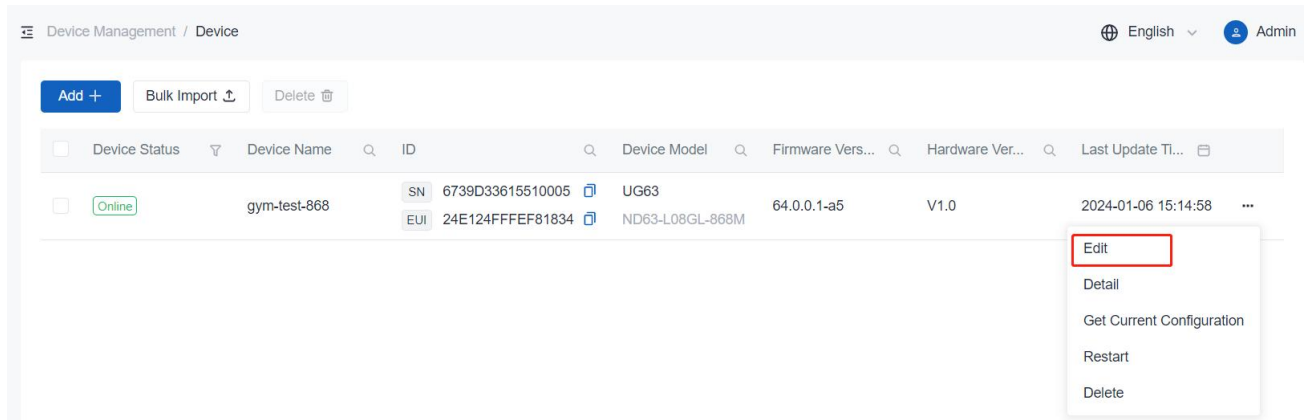 Device Management / Device
English
Admin
Add +
Bulk Import
Delete
Device Status
Device Name
ID
Device Model
Firmware Vers...
Hardware Ver...
Last Update Ti...
Online
gym-test-868
SN 6739D33615510005
EUI 24E124FFFEF81834
UG63
ND63-L08GL-868M
64.0.0.1-a5
V1.0
2024-01-06 15:14:58
...
Edit
Detail
Get Current Configuration
Restart
Delete